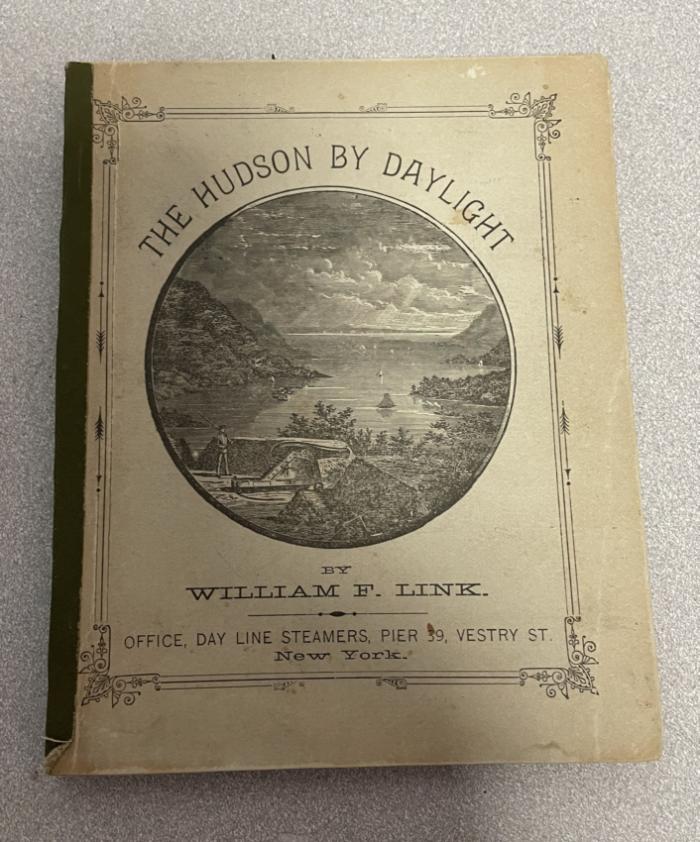 THE HUDSON BY DAYLIGHT
BY
WILLIAM F. LINK.
OFFICE, DAY LINE STEAMERS, PIER 39, VESTRY ST.
New York.